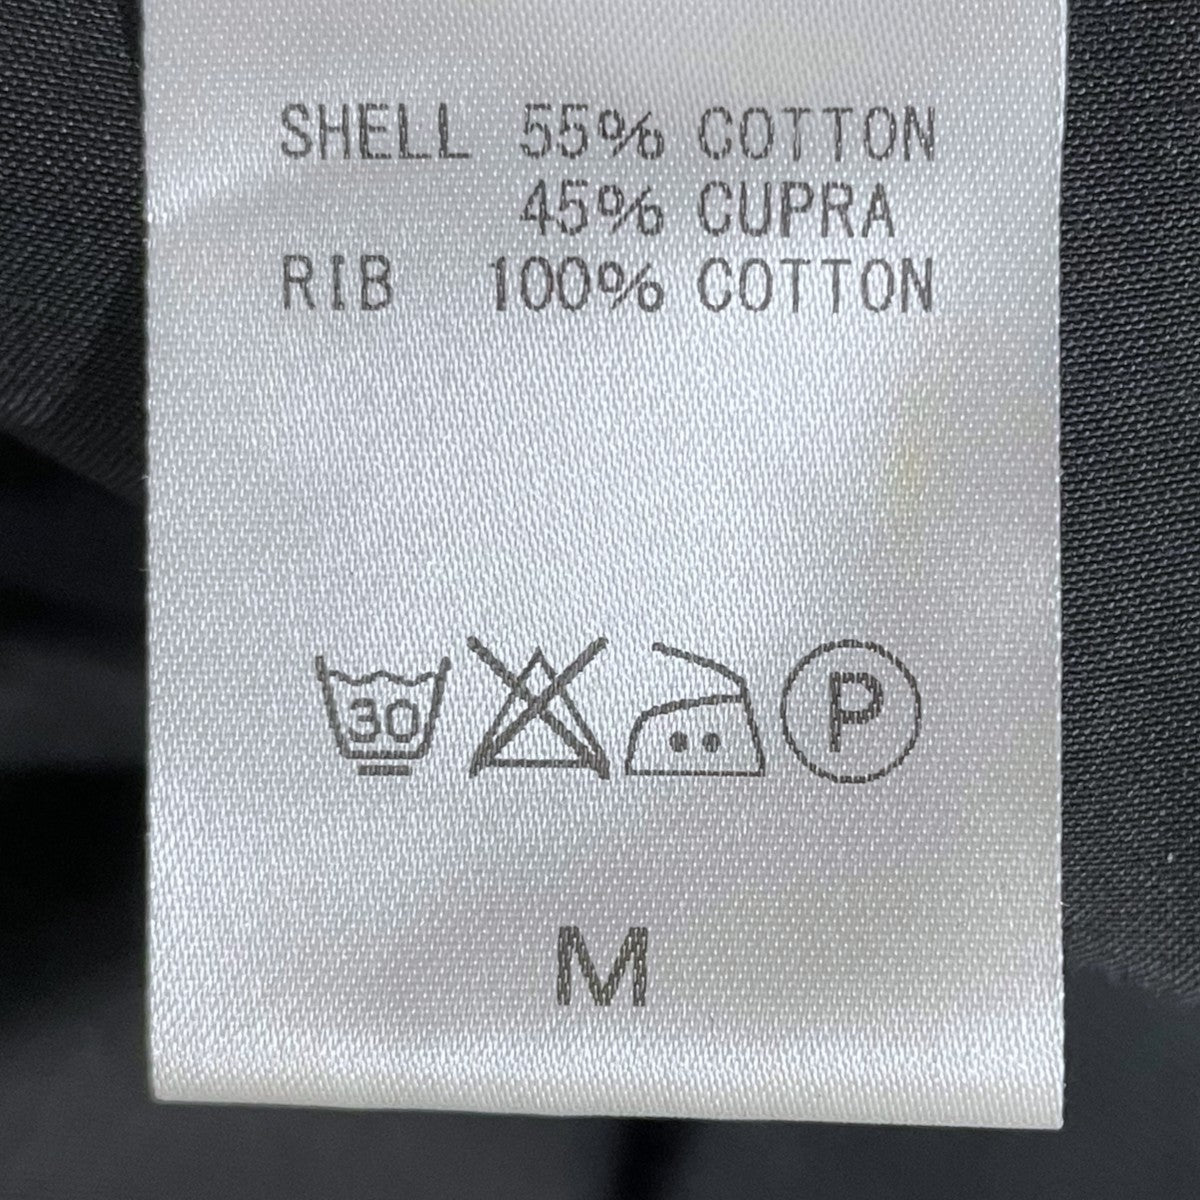 SHELL 55% COTTON
45% CUPRA
RIB 100% COTTON
30
P
M